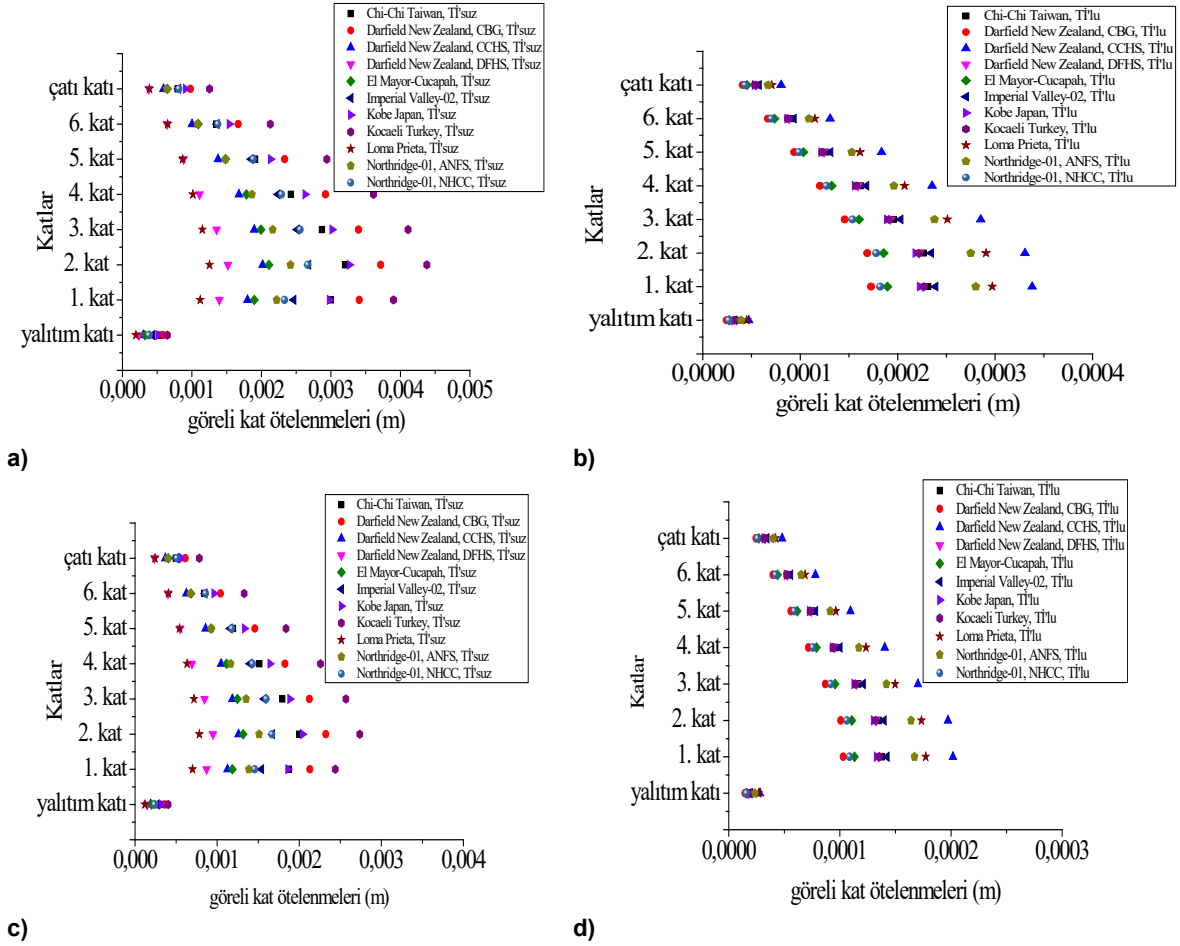 Chi-Chi Taiwan, Tİ'suz
Darfield New Zealand, CBG, Tİ'suz
Darfield New Zealand, CCHS, Tİ'suz
Darfield New Zealand, DFHS, Tİ'suz
El Mayor-Cucapah, Tİ'suz
Imperial Valley-02, Tİ'suz
Kobe Japan, Tİ'suz
Kocaeli Turkey, Tİ'suz
Loma Prieta, Tİ'suz
Northridge-01, ANFS, Tİ'suz
Northridge-01, NHCC, Tİ'suz
çatı katı
6. kat
5. kat
4. kat
3. kat
2. kat
1. kat
yalıtım katı
Katlar
0,000 0,001 0,002 0,003 0,004 0,005
göreli kat ötelenmeleri (m)
a)
Chi-Chi Taiwan, Tİ'lu
Darfield New Zealand, CBG, Tİ'lu
Darfield New Zealand, CCHS, Tİ'lu
Darfield New Zealand, DFHS, Tİ'lu
El Mayor-Cucapah, Tİ'lu
Imperial Valley-02, Tİ'lu
Kobe Japan, Tİ'lu
Kocaeli Turkey, Tİ'lu
Loma Prieta, Tİ'lu
Northridge-01, ANFS, Tİ'lu
Northridge-01, NHCC, Tİ'lu
çatı katı
6. kat
5. kat
4. kat
3. kat
2. kat
1. kat
yalıtım katı
Katlar
0,0000 0,0001 0,0002 0,0003 0,0004
göreli kat ötelenmeleri (m)
b)
Chi-Chi Taiwan, Tİ'suz
Darfield New Zealand, CBG, Tİ'suz
Darfield New Zealand, CCHS, Tİ'suz
Darfield New Zealand, DFHS, Tİ'suz
El Mayor-Cucapah, Tİ'suz
Imperial Valley-02, Tİ'suz
Kobe Japan, Tİ'suz
Kocaeli Turkey, Tİ'suz
Loma Prieta, Tİ'suz
Northridge-01, ANFS, Tİ'suz
Northridge-01, NHCC, Tİ'suz
çatı katı
6. kat
5. kat
4. kat
3. kat
2. kat
1. kat
yalıtım katı
Katlar
0,000 0,001 0,002 0,003 0,004
göreli kat ötelenmeleri (m)
c)
Chi-Chi Taiwan, Tİ'lu
Darfield New Zealand, CBG, Tİ'lu
Darfield New Zealand, CCHS, Tİ'lu
Darfield New Zealand, DFHS, Tİ'lu
El Mayor-Cucapah, Tİ'lu
Imperial Valley-02, Tİ'lu
Kobe Japan, Tİ'lu
Kocaeli Turkey, Tİ'lu
Loma Prieta, Tİ'lu
Northridge-01, ANFS, Tİ'lu
Northridge-01, NHCC, Tİ'lu
çatı katı
6. kat
5. kat
4. kat
3. kat
2. kat
1. kat
yalıtım katı
Katlar
0,0000 0,0001 0,0002 0,0003
göreli kat ötelenmeleri (m)
d)